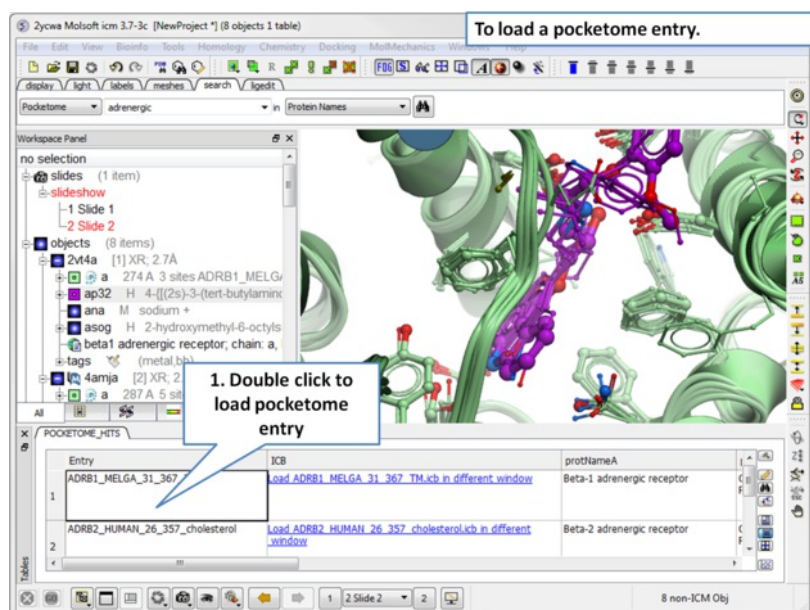 2ycwa Molsoft icm 3.7-3c [NewProject *] (8 objects 1 table)
To load a pocketome entry.
File Edit View Bioinfo Tools Homology Chemistry Docking MolMechanics Windows Help
display light labels meshes search ligedit
Pocketome adrenergic in Protein Names
Workspace Panel
no selection
slides (1 item)
slideshow
1 Slide 1
2 Slide 2
objects (8 items)
2vt4a [1] XR; 2.7Å
a 274 A 3 sites ADRB1_MELGA
ap32 H 4-{[(2s)-3-(tert-butylamino
ana M sodium +
asog H 2-hydroxymethyl-6-octyls
beta1 adrenergic receptor; chain: a,
tags (metal,bb)
4amja [2] XR; 2.
a 287 A 5 sit
All
1. Double click to
load pocketome
entry
POCKETOME_HITS
Entry ICB protNameA
1 ADRB1_MELGA_31_367 Load ADRB1_MELGA_31_367_TM.icb in different window Beta-1 adrenergic receptor
2 ADRB2_HUMAN_26_357_cholesterol Load ADRB2_HUMAN_26_357_cholesterol.icb in different window Beta-2 adrenergic receptor
Tables
1 2 Slide 2 2 8 non-ICM Obj